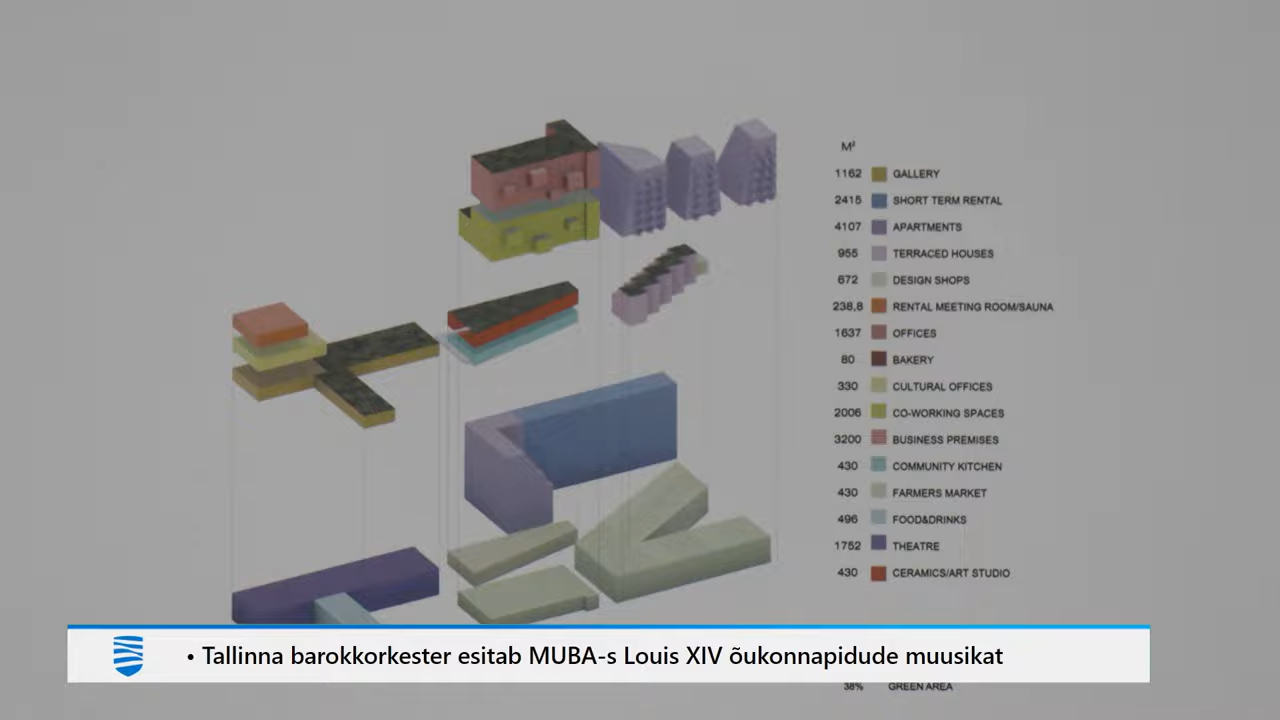 M²
1162 GALLERY
2415 SHORT TERM RENTAL
4107 APARTMENTS
955 TERRACED HOUSES
672 DESIGN SHOPS
238,8 RENTAL MEETING ROOM/SAUNA
1637 OFFICES
80 BAKERY
330 CULTURAL OFFICES
2006 CO-WORKING SPACES
3200 BUSINESS PREMISES
430 COMMUNITY KITCHEN
430 FARMERS MARKET
496 FOOD&DRINKS
1752 THEATRE
430 CERAMICS/ART STUDIO
• Tallinna barokkorkester esitab MUBA-s Louis XIV õukonnapidude muusikat
38% GREEN AREA